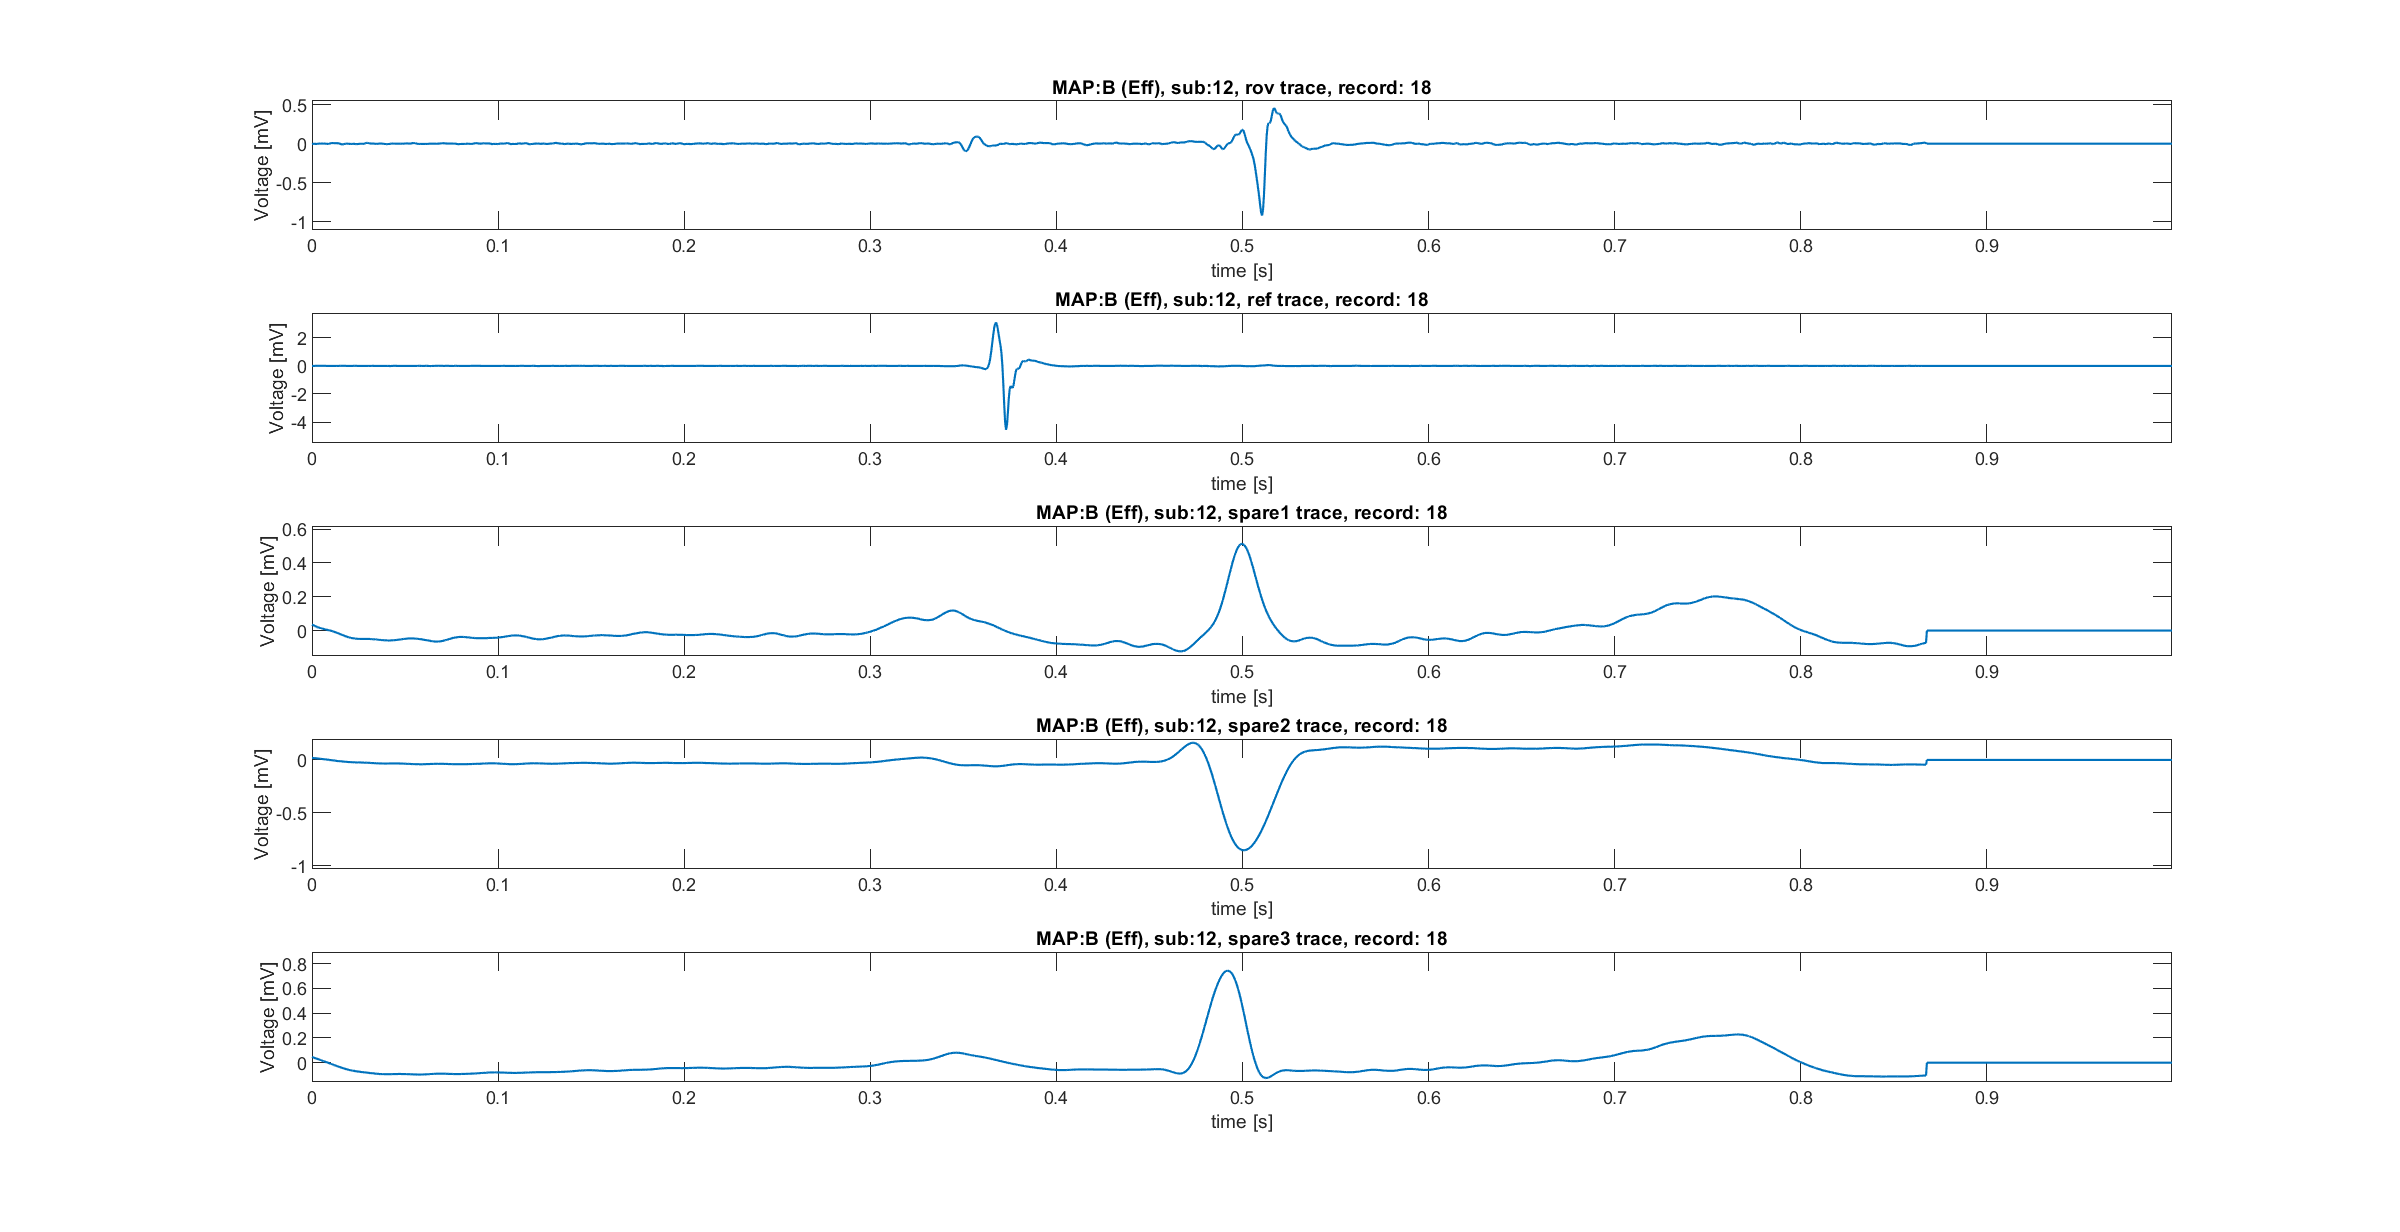 MAP:B (Eff), sub:12, rov trace, record: 18
Voltage [mV]
0.5
0
-0.5
-1
0 0.1 0.2 0.3 0.4 0.5 0.6 0.7 0.8 0.9
time [s]
MAP:B (Eff), sub:12, ref trace, record: 18
Voltage [mV]
2
0
-2
-4
0 0.1 0.2 0.3 0.4 0.5 0.6 0.7 0.8 0.9
time [s]
MAP:B (Eff), sub:12, spare1 trace, record: 18
Voltage [mV]
0.6
0.4
0.2
0
0 0.1 0.2 0.3 0.4 0.5 0.6 0.7 0.8 0.9
time [s]
MAP:B (Eff), sub:12, spare2 trace, record: 18
Voltage [mV]
0
-0.5
-1
0 0.1 0.2 0.3 0.4 0.5 0.6 0.7 0.8 0.9
time [s]
MAP:B (Eff), sub:12, spare3 trace, record: 18
Voltage [mV]
0.8
0.6
0.4
0.2
0
0 0.1 0.2 0.3 0.4 0.5 0.6 0.7 0.8 0.9
time [s]